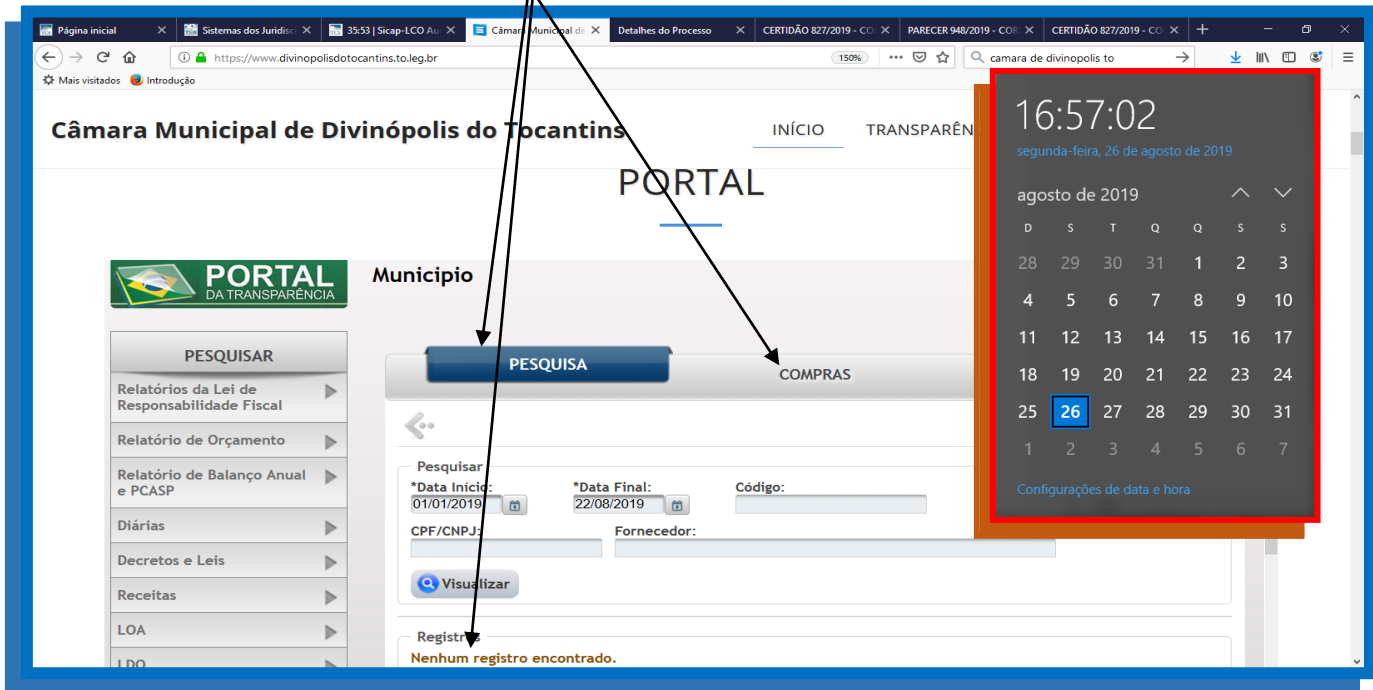 Página inicial
Sistemas dos Juridisci
35:53 | Sicap-LCO Au
Câmara Municipal de
Detalhes do Processo
CERTIDÃO 827/2019 - CO
PARECER 948/2019 - COR
CERTIDÃO 827/2019 - CO
https://www.divinopolisdotocantins.to.leg.br
150%
camara de divinopolis to
Mais visitados
Introdução
Câmara Municipal de Divinópolis do Tocantins
INÍCIO
TRANSPARÊN
PORTAL
PORTAL
DA TRANSPARÊNCIA
Municipio
PESQUISAR
Relatórios da Lei de
Responsabilidade Fiscal
Relatório de Orçamento
Relatório de Balanço Anual
e PCASP
Diárias
Decretos e Leis
Receitas
LOA
LDO
PESQUISA
COMPRAS
Pesquisar
*Data Início:
*Data Final:
Código:
01/01/2019
22/08/2019
CPF/CNPJ:
Fornecedor:
Visualizar
Registros
Nenhum registro encontrado.
16:57:02
segunda-feira, 26 de agosto de 2019
agosto de 2019
D S T Q Q S S
28 29 30 31 1 2 3
4 5 6 7 8 9 10
11 12 13 14 15 16 17
18 19 20 21 22 23 24
25 26 27 28 29 30 31
1 2 3 4 5 6 7
Configurações de data e hora